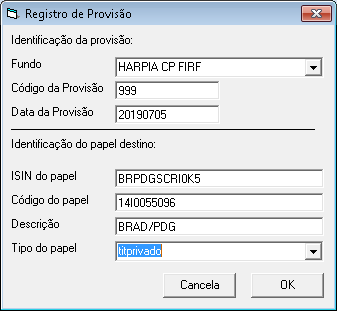 Registro de Provisão
Identificação da provisão:
Fundo HARPIA CP FIRF
Código da Provisão 999
Data da Provisão 20190705
Identificação do papel destino:
ISIN do papel BRPDGSCRI0K5
Código do papel 14I0055096
Descrição BRAD/PDG
Tipo do papel titprivado
Cancela OK